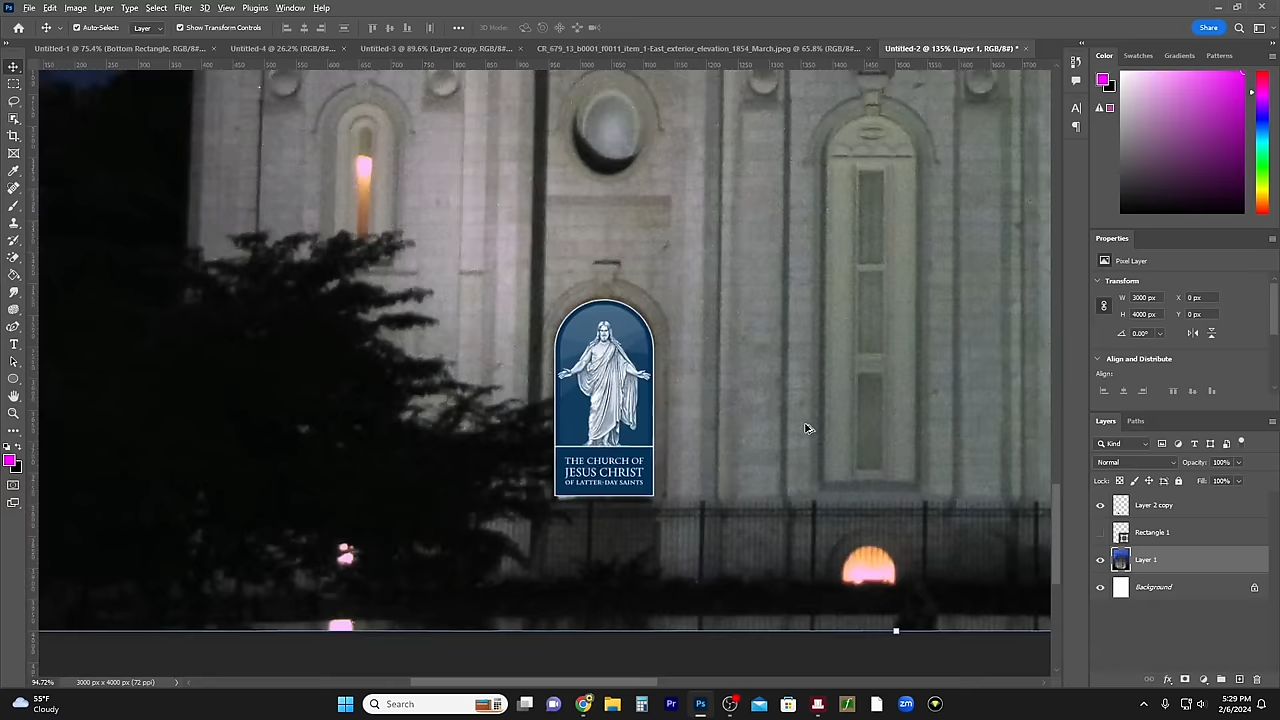 File Edit Image Layer Type Select Filter 3D View Plugins Window Help
Auto-Select: Layer Show Transform Controls 3D Mode: Share
Untitled-1 @ 75.4% (Bottom Rectangle, RGB/8#... × Untitled-4 @ 26.2% (RGB/8#... × Untitled-3 @ 89.6% (Layer 2 copy, RGB/8#... × CR_679_13_b0001_f0011_item_1-East_exterior_elevation_1854_March.jpeg @ 65.8% (RGB/8#... × Untitled-2 @ 135% (Layer 1, RGB/8#) * ×
Color Swatches Gradients Patterns
THE CHURCH OF
JESUS CHRIST
OF LATTER-DAY SAINTS
Properties
Pixel Layer
Transform
W 3000 px X 0 px
H 4000 px Y 0 px
0.00°
Align and Distribute
Align:
Layers Paths
Kind
Normal Opacity: 100%
Lock: Fill: 100%
Layer 2 copy
Rectangle 1
Layer 1
Background
94.72% 3000 px x 4000 px (72 ppi)
55°F
Cloudy
Search
5:29 PM
2/6/2024